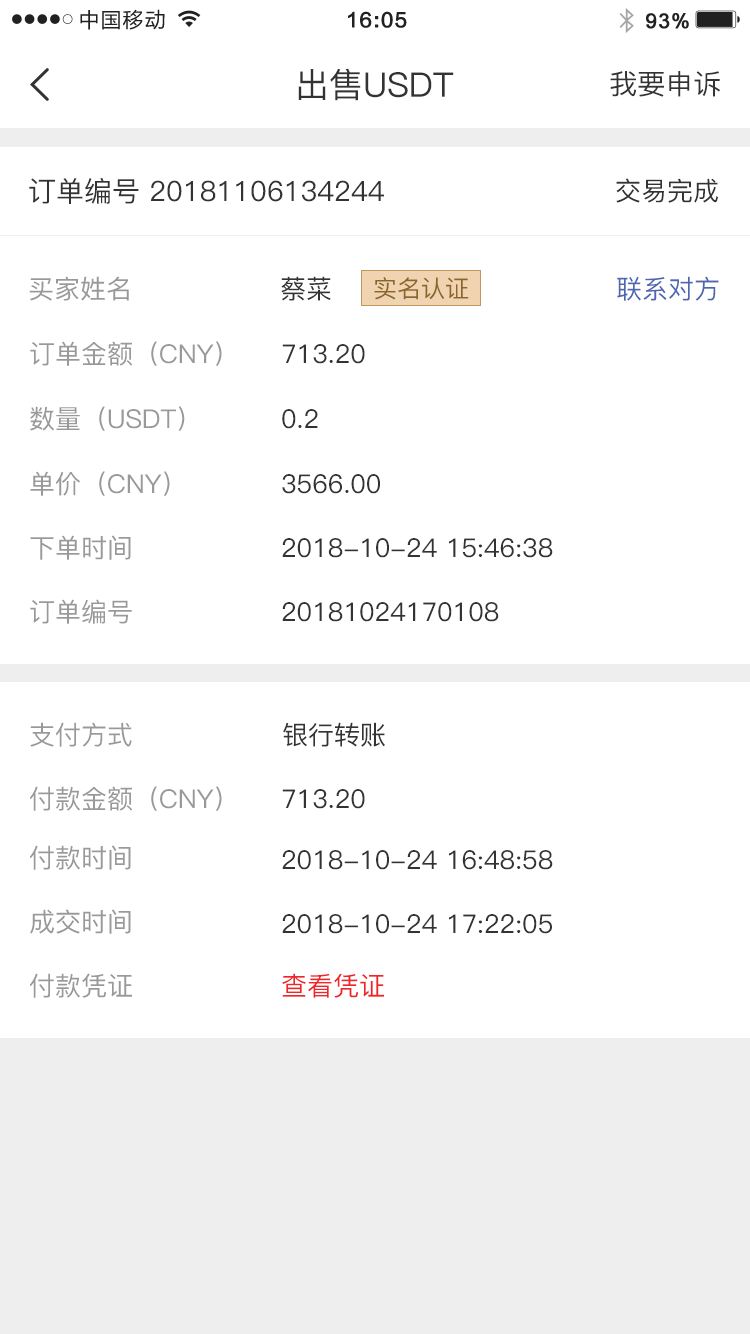 中国移动 16:05 93%
出售USDT 我要申诉
订单编号 20181106134244 交易完成
买家姓名 蔡菜 实名认证 联系对方
订单金额（CNY） 713.20
数量（USDT） 0.2
单价（CNY） 3566.00
下单时间 2018-10-24 15:46:38
订单编号 20181024170108
支付方式 银行转账
付款金额（CNY） 713.20
付款时间 2018-10-24 16:48:58
成交时间 2018-10-24 17:22:05
付款凭证 查看凭证